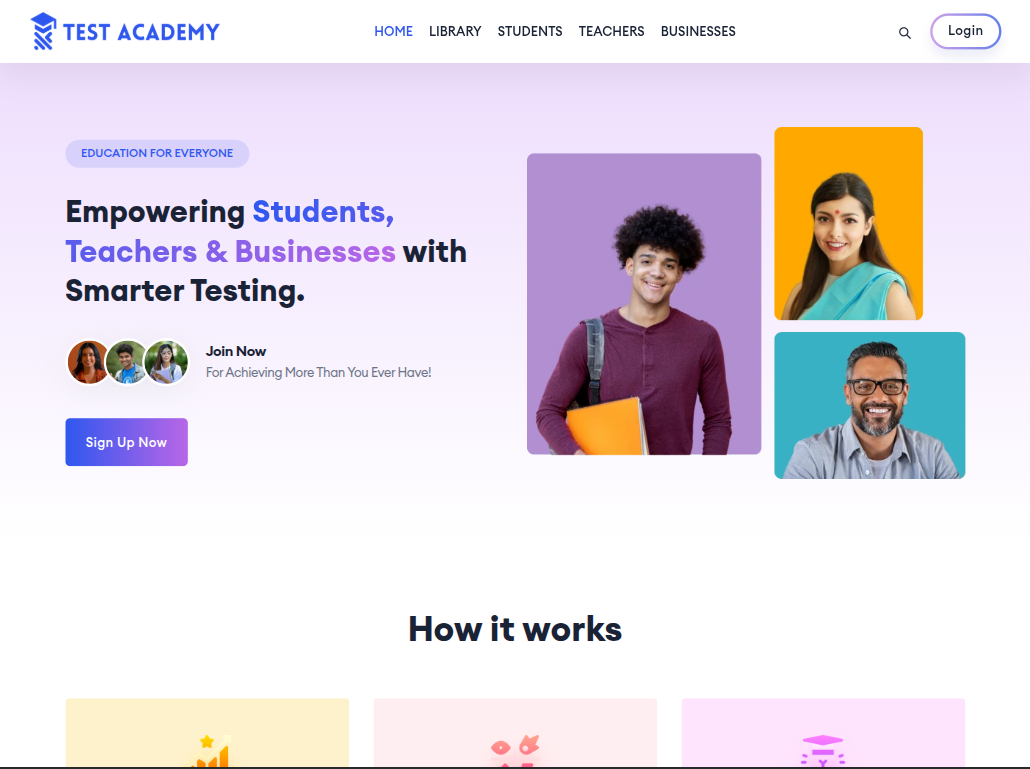 TEST ACADEMY
HOME LIBRARY STUDENTS TEACHERS BUSINESSES
Login
EDUCATION FOR EVERYONE
Empowering Students,
Teachers & Businesses with
Smarter Testing.
Join Now
For Achieving More Than You Ever Have!
Sign Up Now
How it works